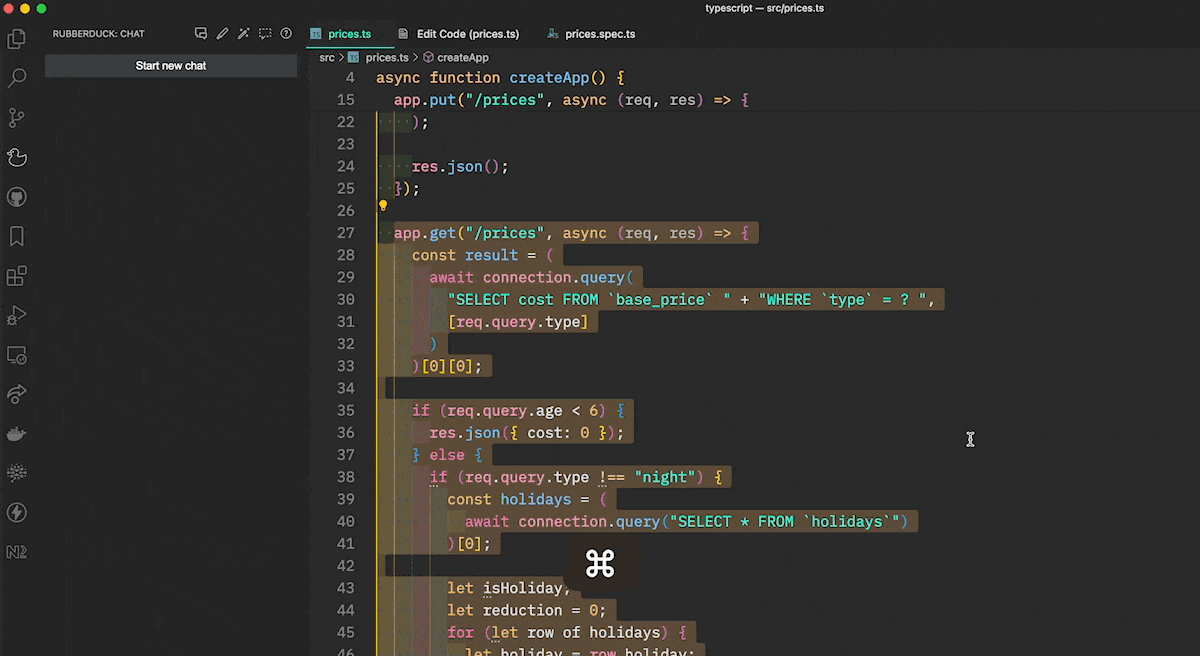 typescript — src/prices.ts
RUBBERDUCK: CHAT
prices.ts
Edit Code (prices.ts)
prices.spec.ts
Start new chat
src > TS prices.ts > createApp
4 async function createApp() {
15 app.put("/prices", async (req, res) => {
22 );
23
24 res.json();
25 });
26
27 app.get("/prices", async (req, res) => {
28 const result = (
29 await connection.query(
30 "SELECT cost FROM `base_price` " + "WHERE `type` = ? ",
31 [req.query.type]
32 )
33 )[0][0];
34
35 if (req.query.age < 6) {
36 res.json({ cost: 0 });
37 } else {
38 if (req.query.type !== "night") {
39 const holidays = (
40 await connection.query("SELECT * FROM `holidays`")
41 )[0];
42
43 let isHoliday;
44 let reduction = 0;
45 for (let row of holidays) {
46 let holiday = row.holiday;
⌘
N2